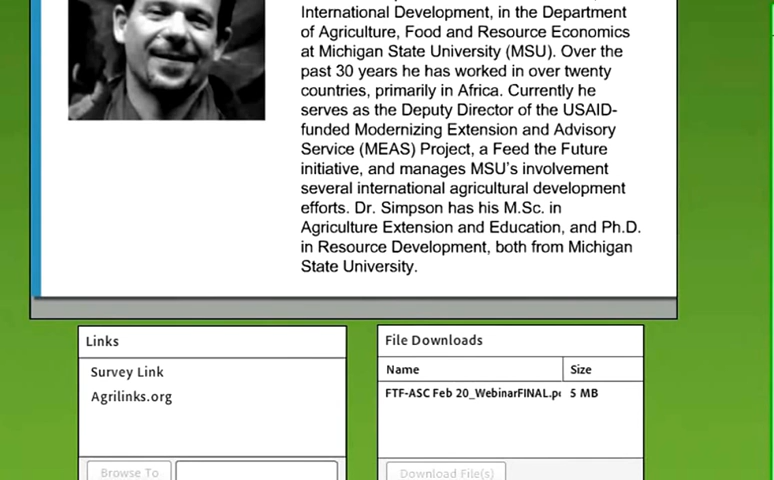 International Development, in the Department
of Agriculture, Food and Resource Economics
at Michigan State University (MSU). Over the
past 30 years he has worked in over twenty
countries, primarily in Africa. Currently he
serves as the Deputy Director of the USAID-
funded Modernizing Extension and Advisory
Service (MEAS) Project, a Feed the Future
initiative, and manages MSU's involvement
several international agricultural development
efforts. Dr. Simpson has his M.Sc. in
Agriculture Extension and Education, and Ph.D.
in Resource Development, both from Michigan
State University.
Links
Survey Link
Agrilinks.org
Browse To
File Downloads
Name Size
FTF-ASC Feb 20_WebinarFINAL.p 5 MB
Download File(s)